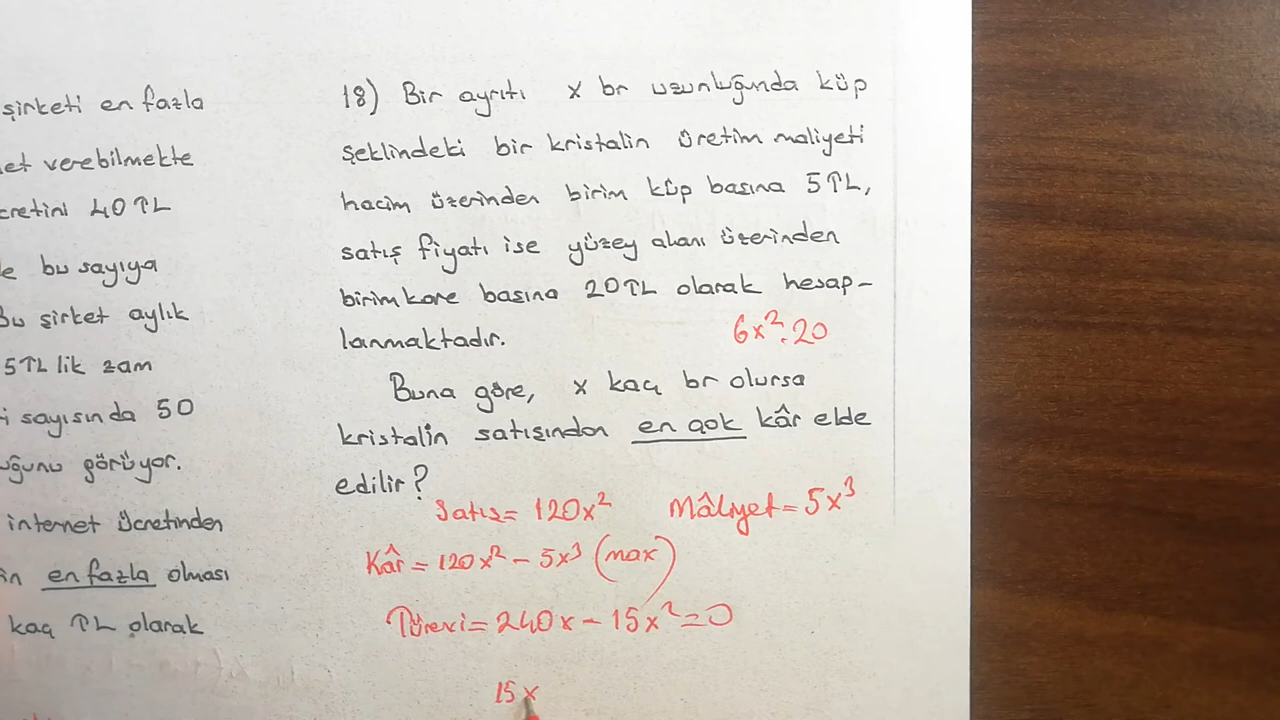 şirketi en fazla
et verebilmekte
cretini 40 TL
e bu sayıya
Bu şirket aylık
5TL lik zam
i sayısında 50
uğunu görüyor.
internet ücretinden
in en fazla olması
kaç TL olarak
18) Bir ayrıtı x br uzunluğunda küp
şeklindeki bir kristalin üretim maliyeti
hacim üzerinden birim küp başına 5TL,
satış fiyatı ise yüzey alanı üzerinden
birimkare başına 20TL olarak hesap-
lanmaktadır.
6x².20
Buna göre, x kaç br olursa
kristalin satışından en çok kâr elde
edilir?
Satış = 120x² Mâliyet = 5x³
Kâr = 120x² - 5x³ (max)
Türevi = 240x - 15x² = 0
15x